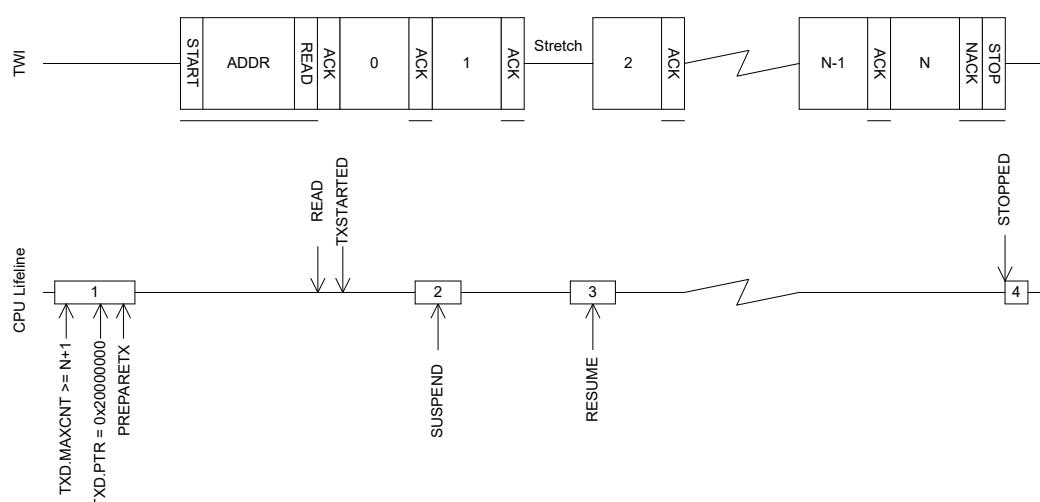 TWI
START
ADDR
READ
ACK
0
ACK
1
ACK
Stretch
2
ACK
N-1
ACK
N
NACK
STOP
CPU Lifeline
READ
TXSTARTED
STOPPED
1
2
3
4
TXD.MAXCNT >= N+1
TXD.PTR = 0x20000000
PREPARETX
SUSPEND
RESUME